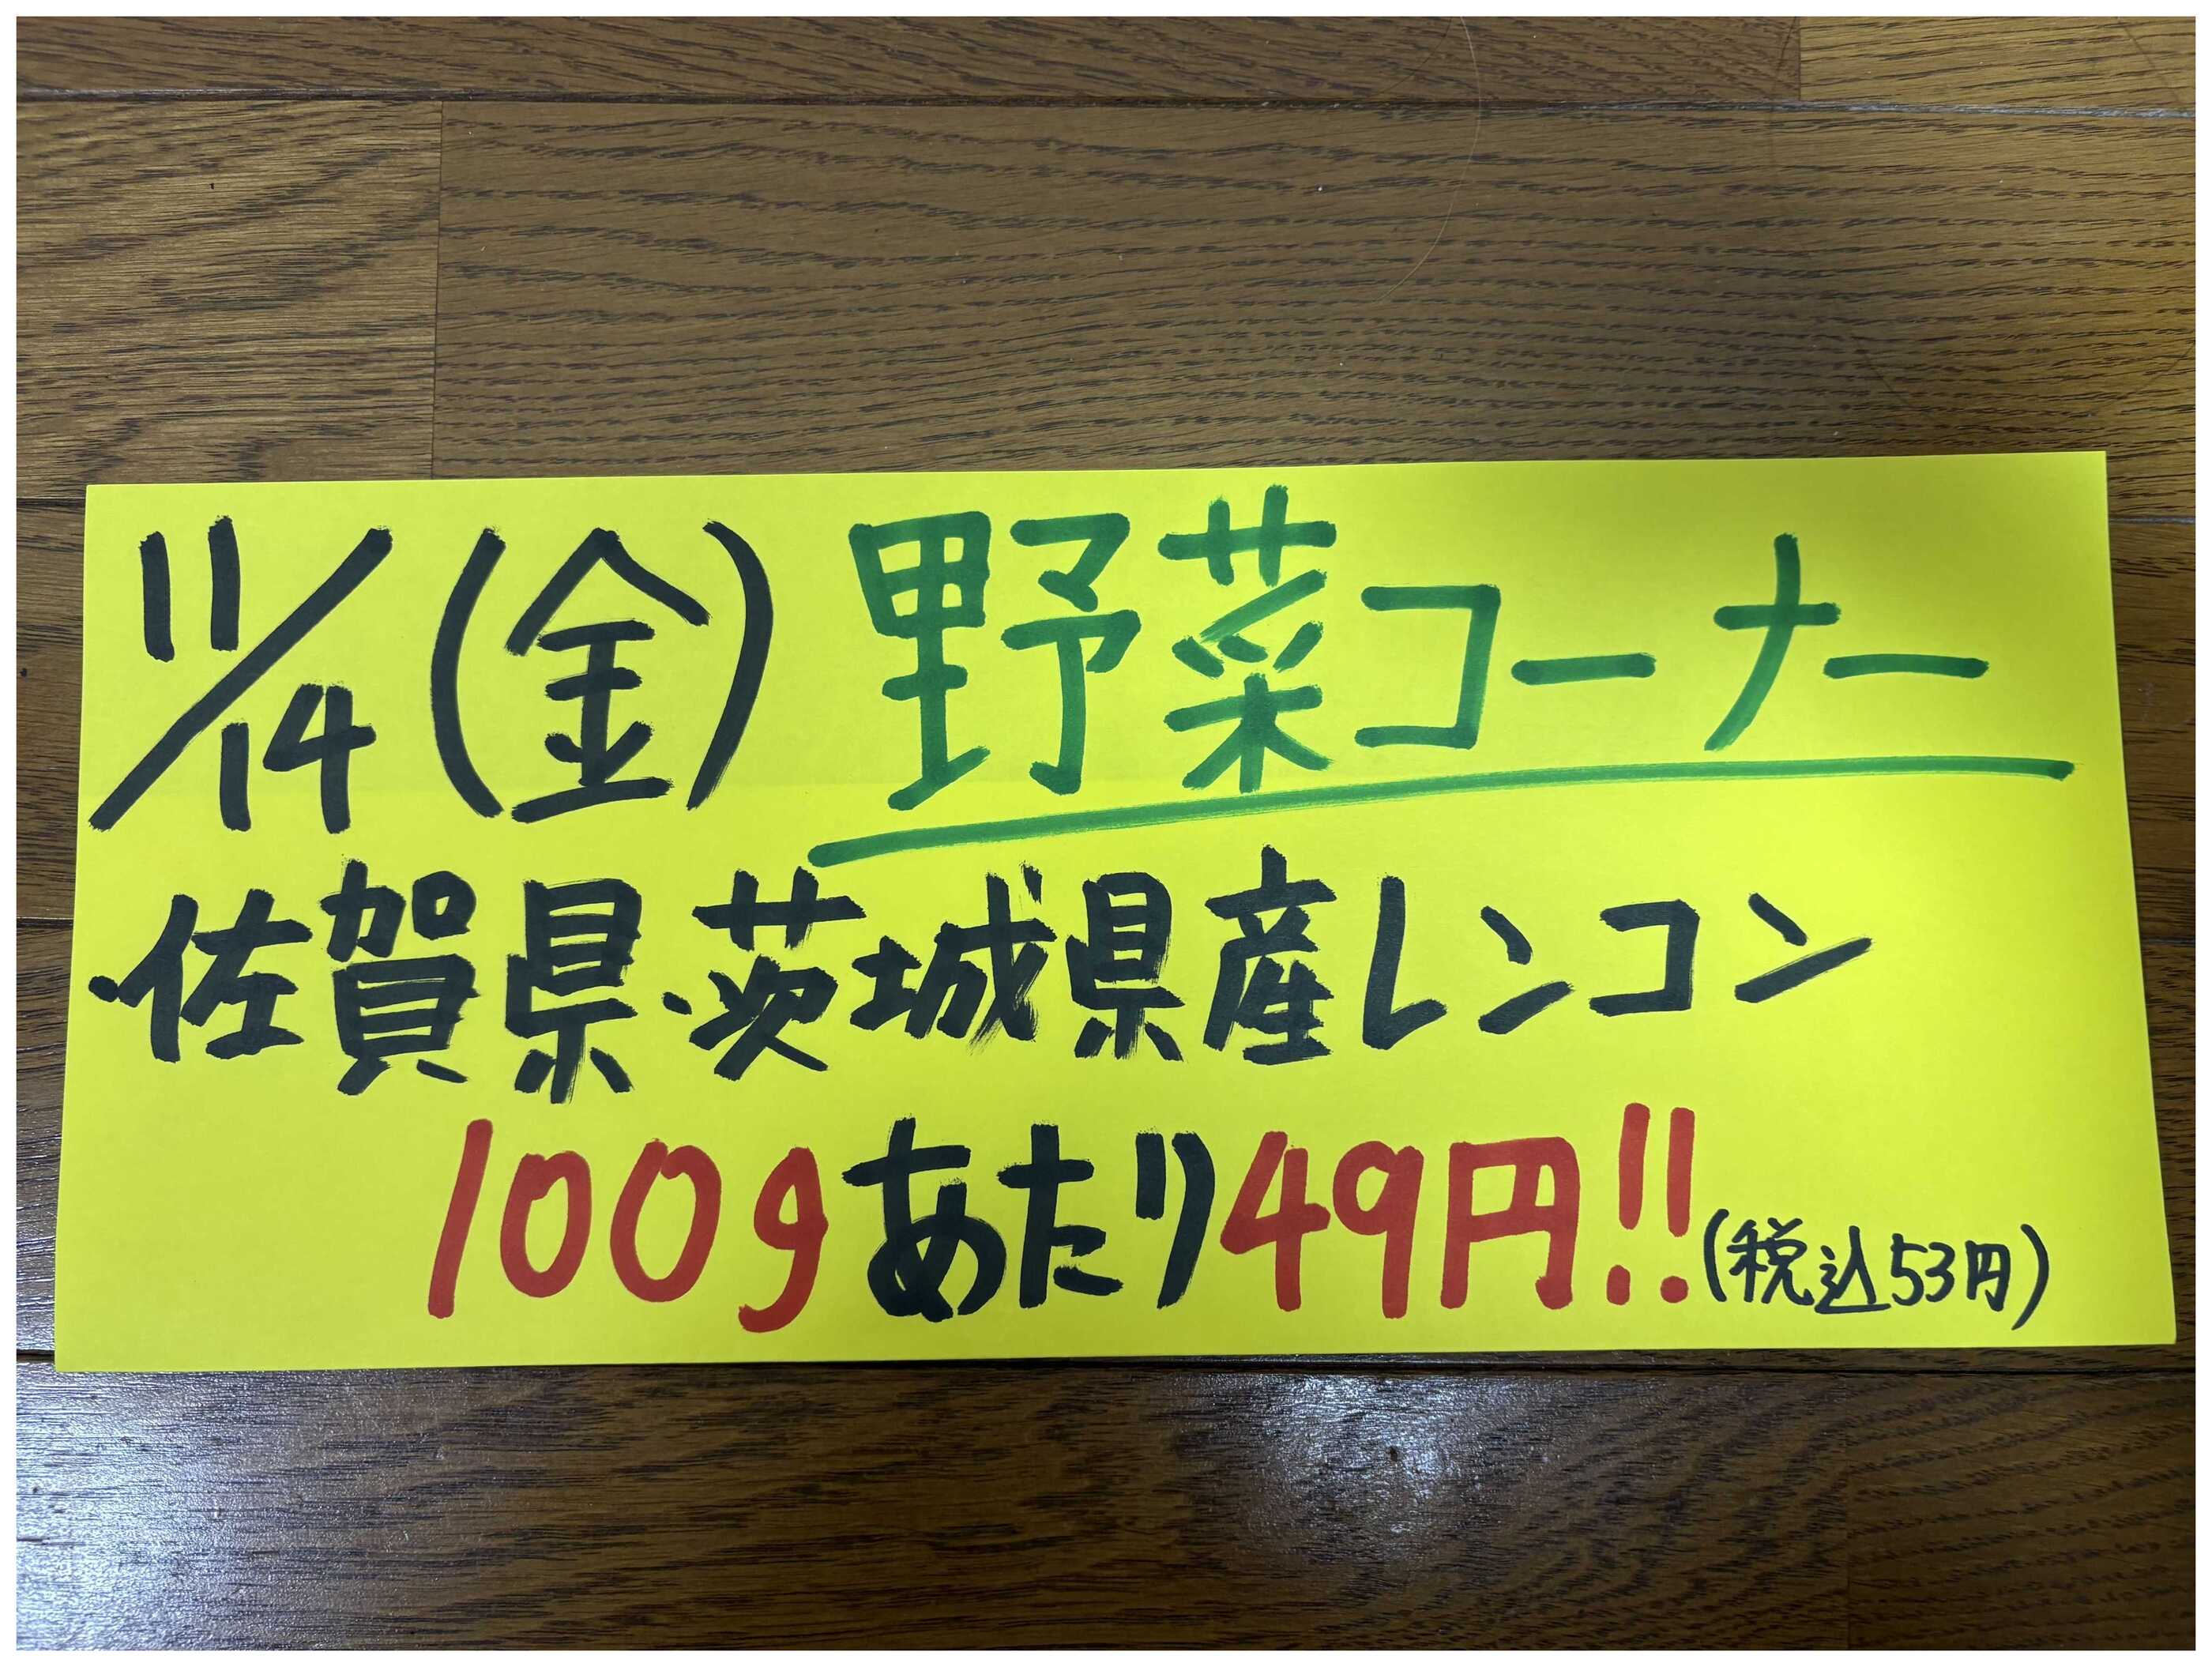 11/14(金) 野菜コーナー
・佐賀県・茨城県産レンコン
100gあたり49円!!(税込53円)